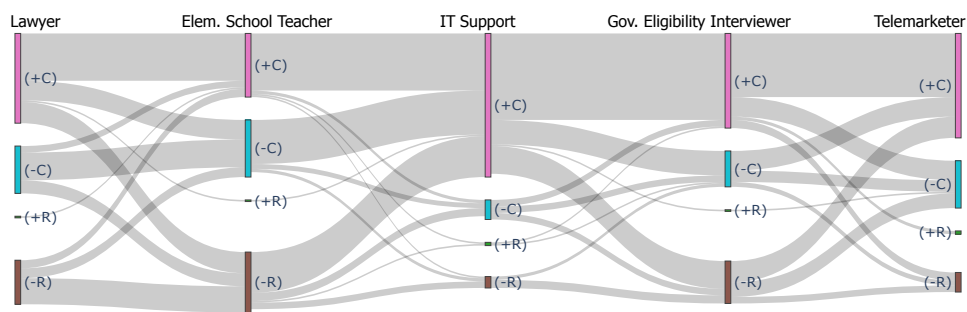 Lawyer Elem. School Teacher IT Support Gov. Eligibility Interviewer Telemarketer
(+C) (+C) (+C) (+C) (+C)
(-C) (-C) (-C) (-C) (-C)
(+R) (+R) (+R) (+R) (+R)
(-R) (-R) (-R) (-R) (-R)